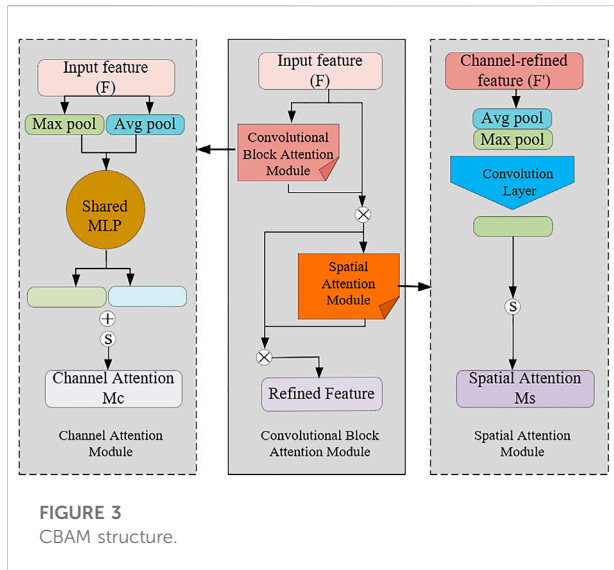 Input feature
(F)
Max pool
Avg pool
Shared
MLP
+
S
Channel Attention
Mc
Channel Attention
Module
Input feature
(F)
Convolutional
Block Attention
Module
×
Spatial
Attention
Module
×
Refined Feature
Convolutional Block
Attention Module
Channel-refined
feature (F')
Avg pool
Max pool
Convolution
Layer
S
Spatial Attention
Ms
Spatial Attention
Module
FIGURE 3
CBAM structure.